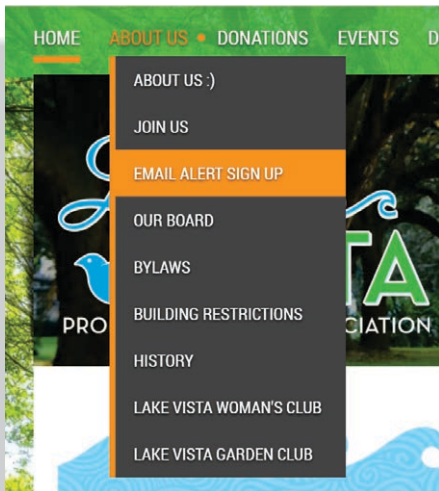 HOME ABOUT US • DONATIONS EVENTS D
ABOUT US :)
JOIN US
EMAIL ALERT SIGN UP
OUR BOARD
BYLAWS
BUILDING RESTRICTIONS
HISTORY
LAKE VISTA WOMAN'S CLUB
LAKE VISTA GARDEN CLUB
TA
PRO
CIATION